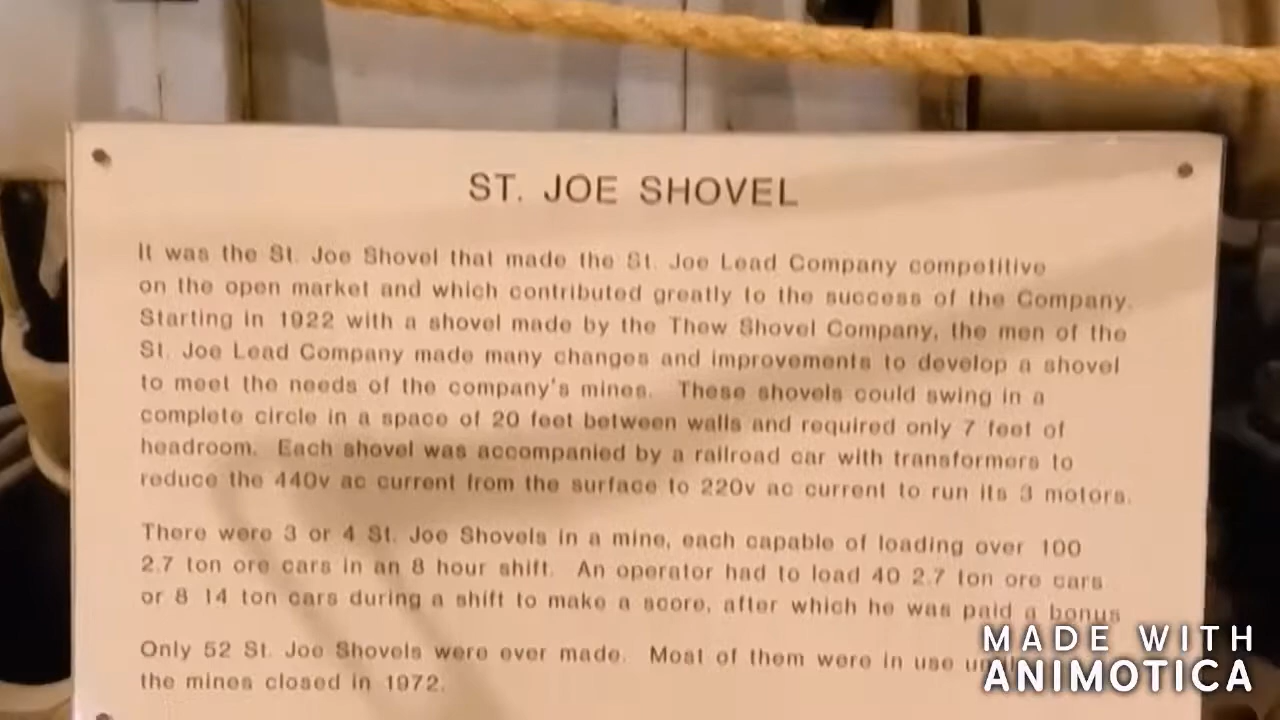 ST. JOE SHOVEL
It was the St. Joe Shovel that made the St. Joe Lead Company competitive
on the open market and which contributed greatly to the success of the Company.
Starting in 1922 with a shovel made by the Thew Shovel Company, the men of the
St. Joe Lead Company made many changes and improvements to develop a shovel
to meet the needs of the company's mines. These shovels could swing in a
complete circle in a space of 20 feet between walls and required only 7 feet of
headroom. Each shovel was accompanied by a railroad car with transformers to
reduce the 440v ac current from the surface to 220v ac current to run its 3 motors.
There were 3 or 4 St. Joe Shovels in a mine, each capable of loading over 100
2.7 ton ore cars in an 8 hour shift. An operator had to load 40 2.7 ton ore cars
or 8 14 ton cars during a shift to make a score, after which he was paid a bonus
Only 52 St. Joe Shovels were ever made. Most of them were in use
the mines closed in 1972.
MADE WITH
ANIMOTICA